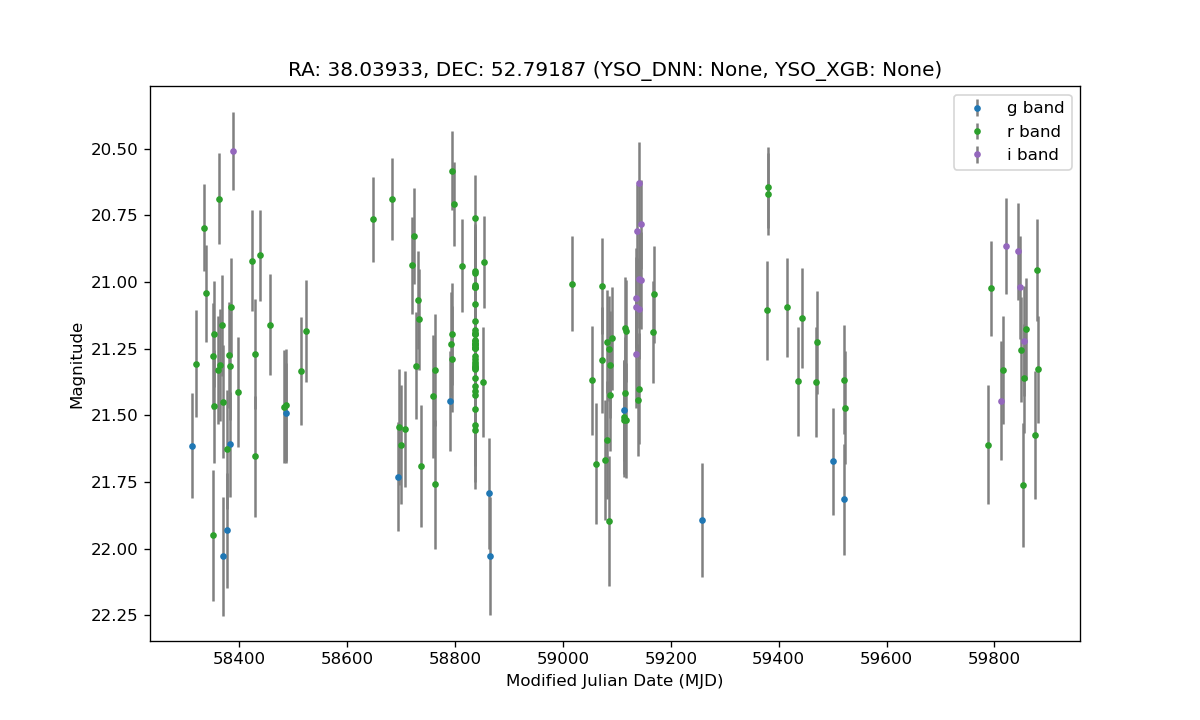 RA: 38.03933, DEC: 52.79187 (YSO_DNN: None, YSO_XGB: None)
g band
r band
i band
20.50
20.75
21.00
21.25
21.50
21.75
22.00
22.25
Magnitude
58400 58600 58800 59000 59200 59400 59600 59800
Modified Julian Date (MJD)